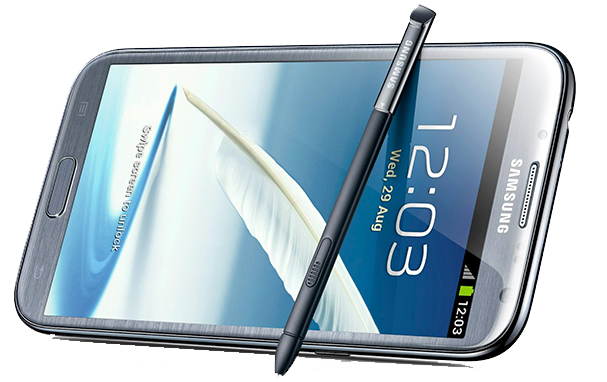 SAMSUNG
12:03
12:03
Wed, 29 Aug
Swipe screen to unlock
SAMSUNG